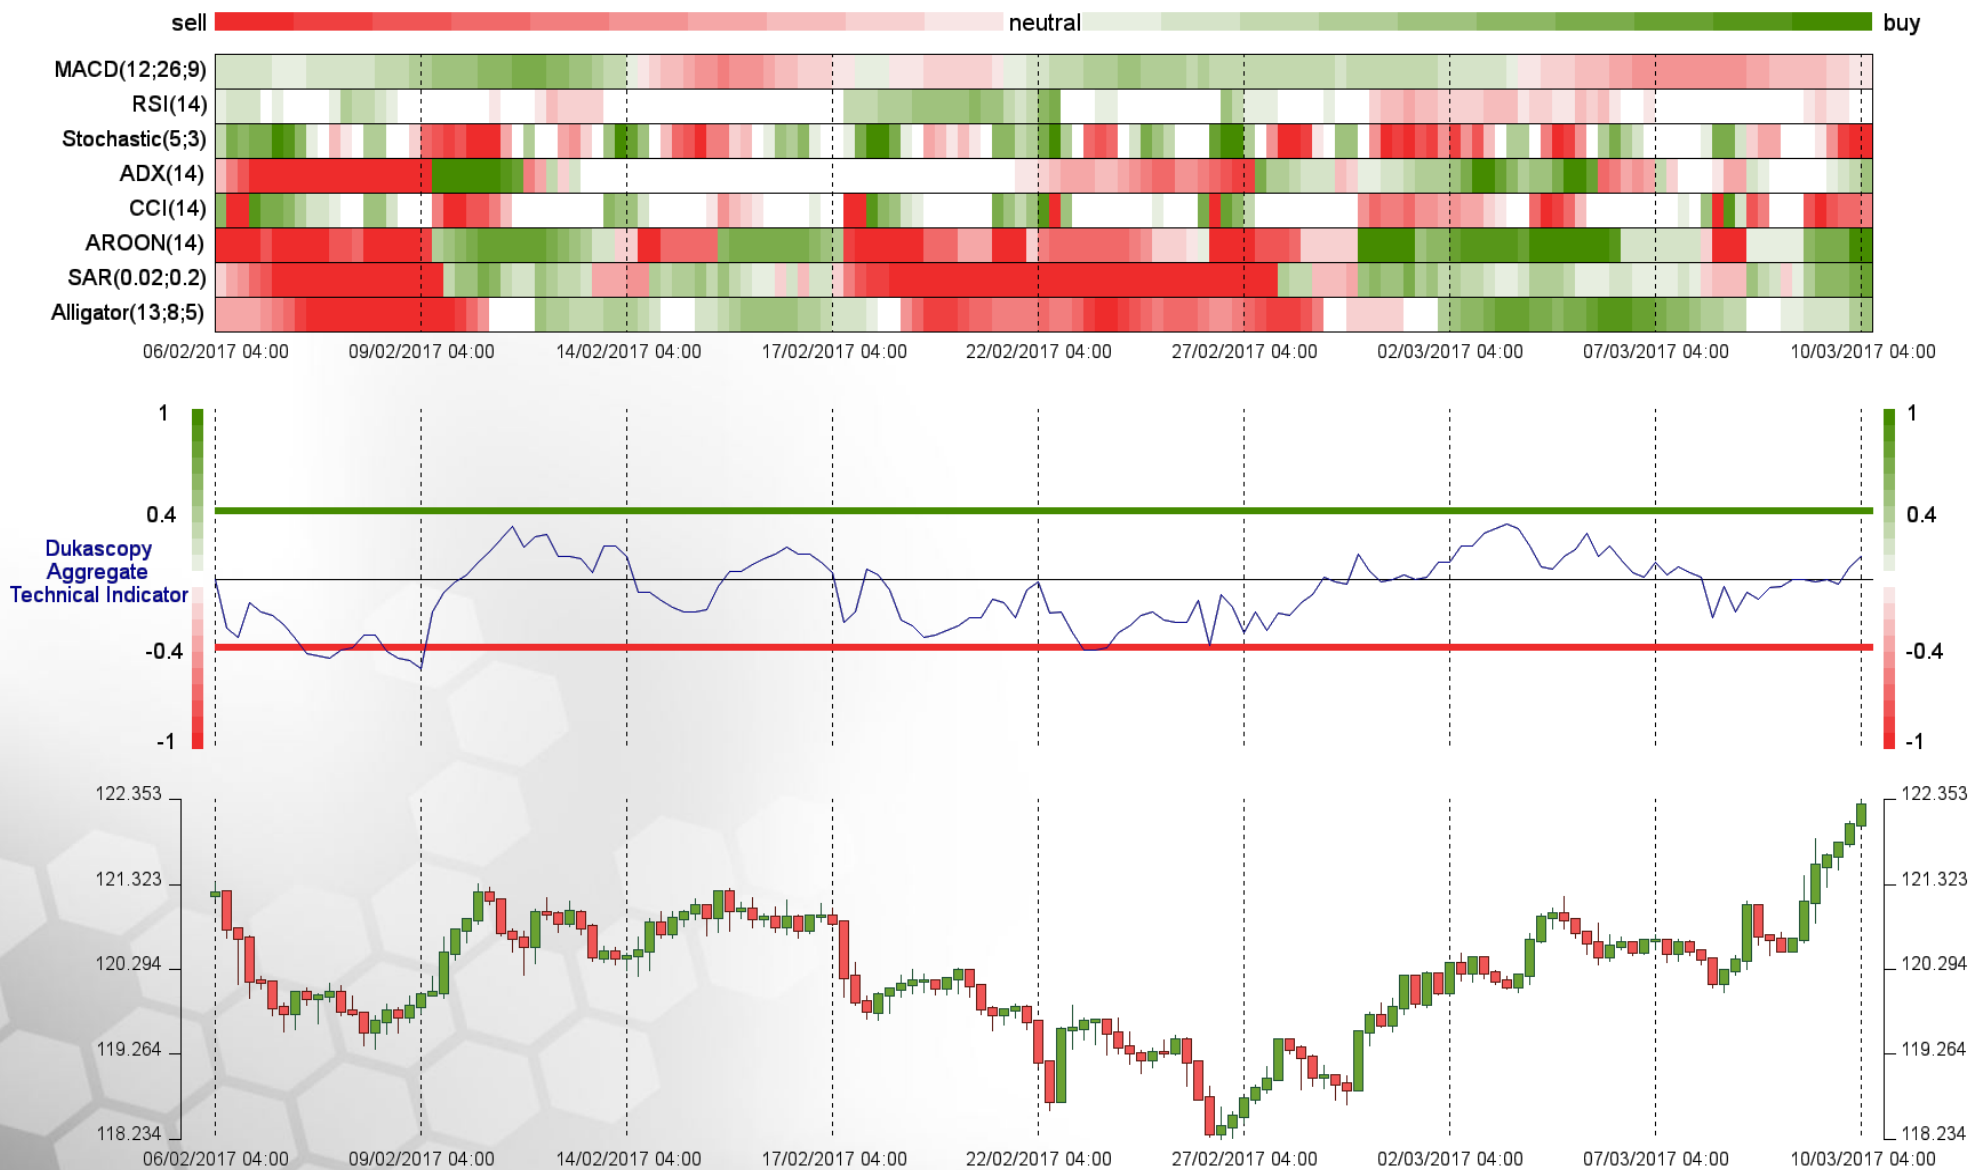 sell neutral buy
MACD(12;26;9)
RSI(14)
Stochastic(5;3)
ADX(14)
CCI(14)
AROON(14)
SAR(0.02;0.2)
Alligator(13;8;5)
06/02/2017 04:00 09/02/2017 04:00 14/02/2017 04:00 17/02/2017 04:00 22/02/2017 04:00 27/02/2017 04:00 02/03/2017 04:00 07/03/2017 04:00 10/03/2017 04:00
1 1
0.4 0.4
Dukascopy
Aggregate
Technical Indicator
-0.4 -0.4
-1 -1
122.353 122.353
121.323 121.323
120.294 120.294
119.264 119.264
118.234 118.234
06/02/2017 04:00 09/02/2017 04:00 14/02/2017 04:00 17/02/2017 04:00 22/02/2017 04:00 27/02/2017 04:00 02/03/2017 04:00 07/03/2017 04:00 10/03/2017 04:00